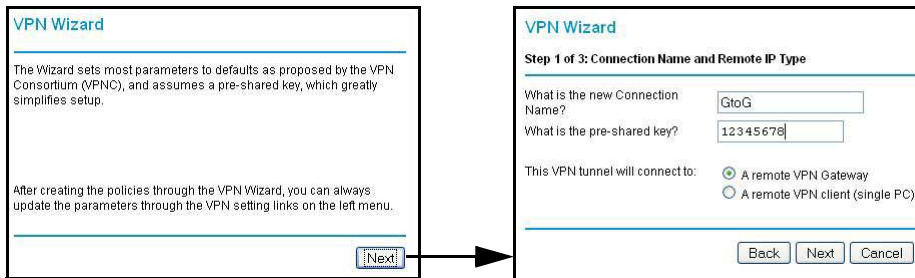 VPN Wizard
The Wizard sets most parameters to defaults as proposed by the VPN
Consortium (VPNC), and assumes a pre-shared key, which greatly
simplifies setup.
After creating the policies through the VPN Wizard, you can always
update the parameters through the VPN setting links on the left menu.
Next
VPN Wizard
Step 1 of 3: Connection Name and Remote IP Type
What is the new Connection
Name?
GtoG
What is the pre-shared key?
12345678
This VPN tunnel will connect to:
A remote VPN Gateway
A remote VPN client (single PC)
Back
Next
Cancel